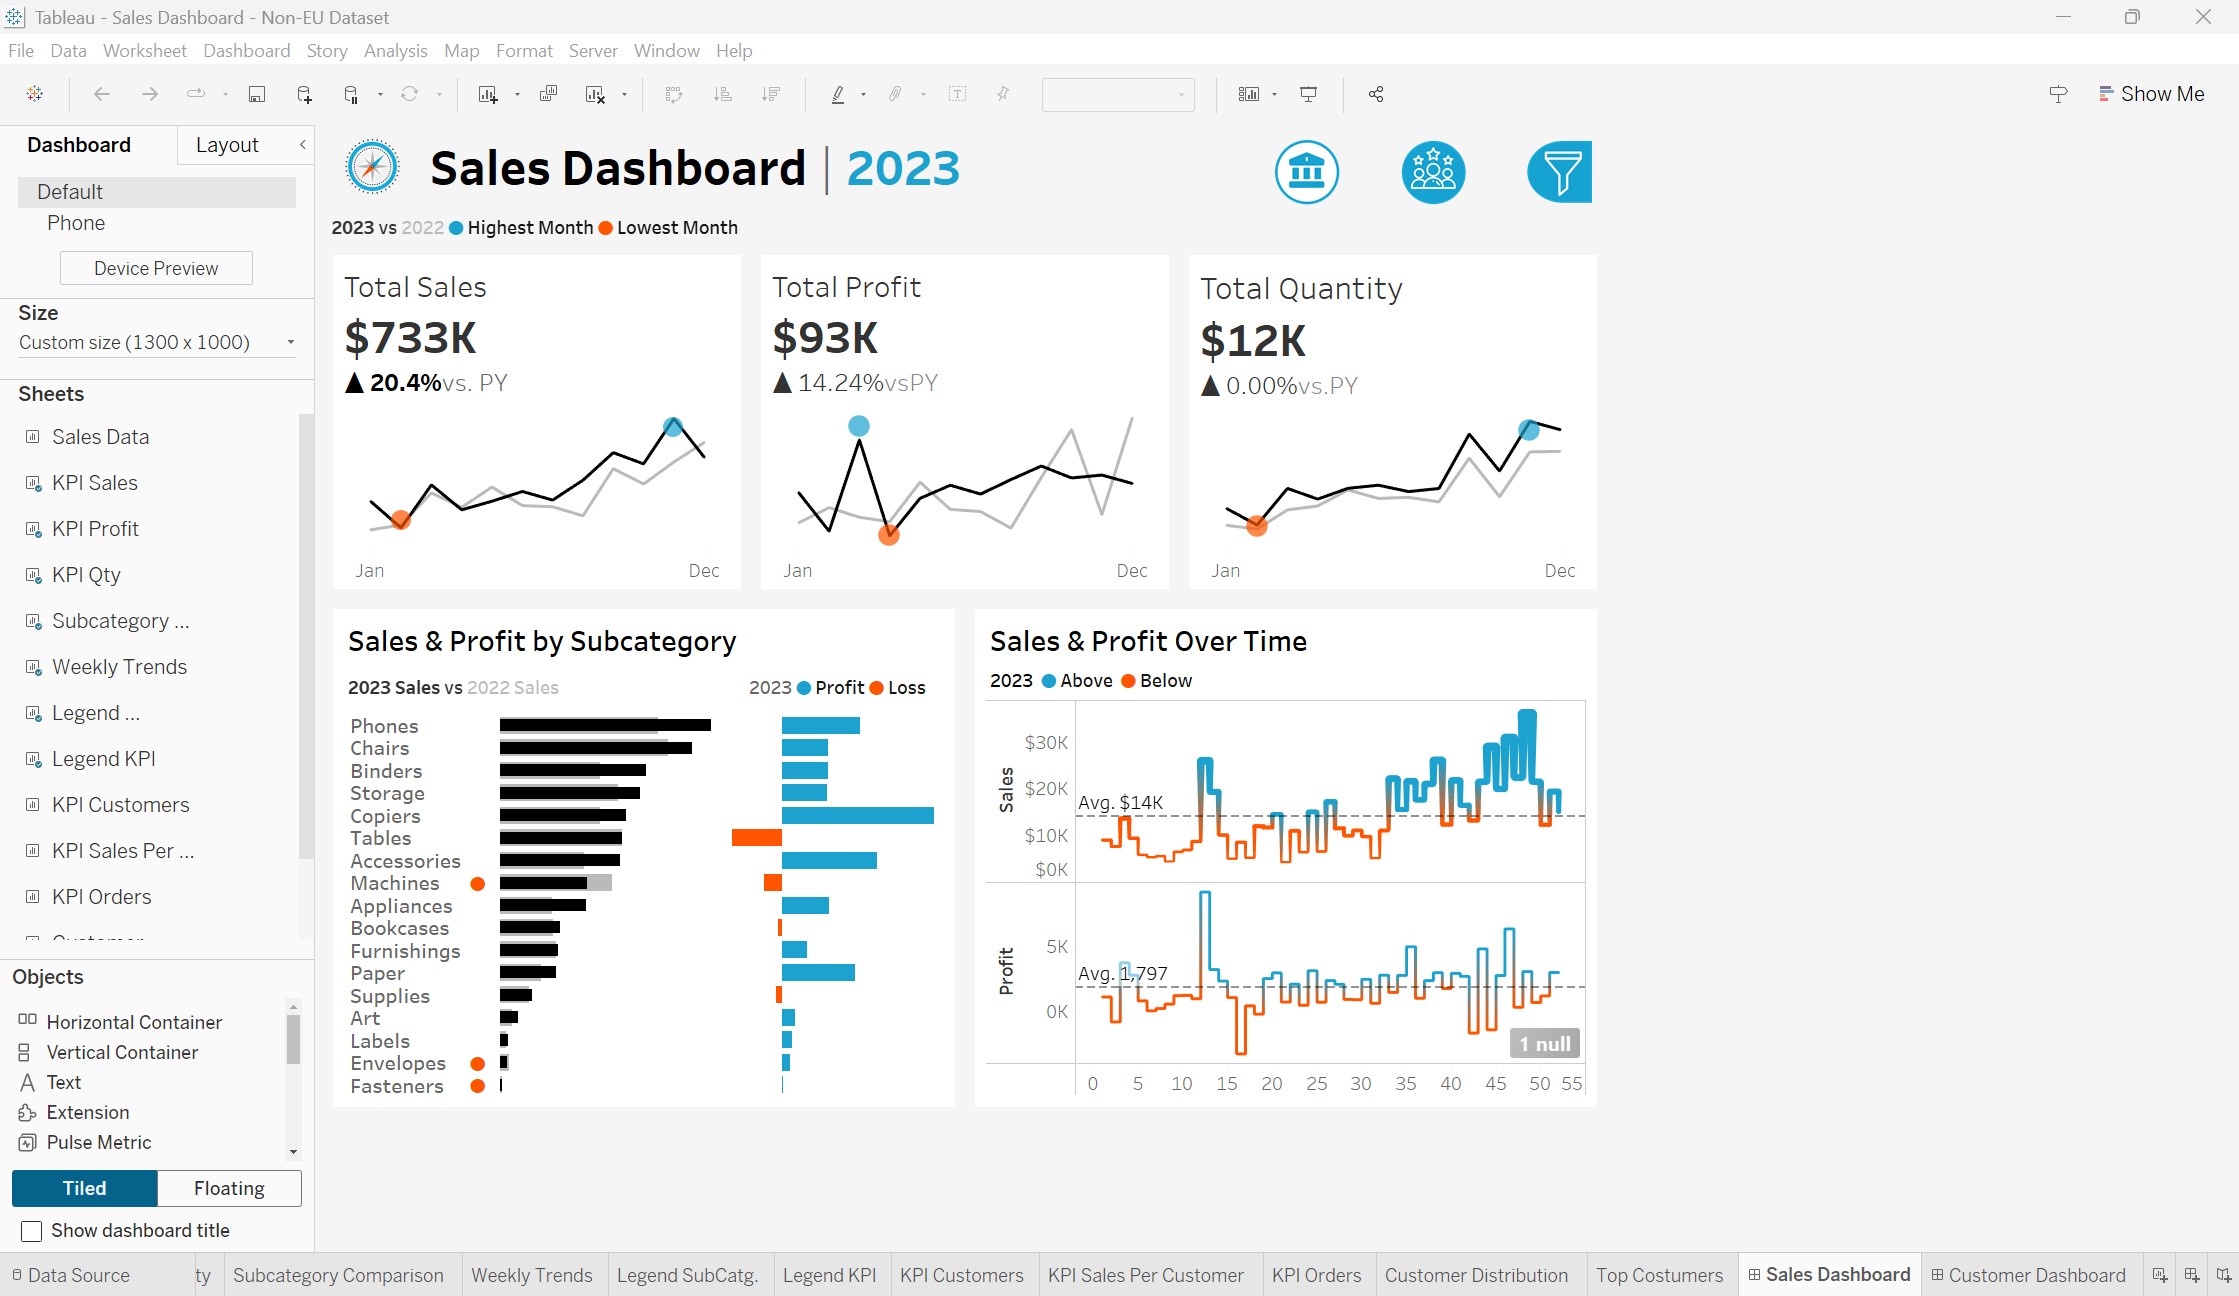 Tableau - Sales Dashboard - Non-EU Dataset
File Data Worksheet Dashboard Story Analysis Map Format Server Window Help
Show Me
Dashboard Layout
Default
Phone
Device Preview
Size
Custom size (1300 x 1000)
Sheets
Sales Data
KPI Sales
KPI Profit
KPI Qty
Subcategory ...
Weekly Trends
Legend ...
Legend KPI
KPI Customers
KPI Sales Per ...
KPI Orders
Objects
Horizontal Container
Vertical Container
Text
Extension
Pulse Metric
Tiled Floating
Show dashboard title
Sales Dashboard | 2023
2023 vs 2022 Highest Month Lowest Month
Total Sales
$733K
▲ 20.4%vs. PY
Jan Dec
Total Profit
$93K
▲ 14.24%vsPY
Jan Dec
Total Quantity
$12K
▲ 0.00%vs.PY
Jan Dec
Sales & Profit by Subcategory
2023 Sales vs 2022 Sales 2023 Profit Loss
Phones
Chairs
Binders
Storage
Copiers
Tables
Accessories
Machines
Appliances
Bookcases
Furnishings
Paper
Supplies
Art
Labels
Envelopes
Fasteners
Sales & Profit Over Time
2023 Above Below
Sales
$30K
$20K
Avg. $14K
$10K
$0K
Profit
5K
Avg. 1,797
0K
1 null
0 5 10 15 20 25 30 35 40 45 50 55
Data Source ty Subcategory Comparison Weekly Trends Legend SubCatg. Legend KPI KPI Customers KPI Sales Per Customer KPI Orders Customer Distribution Top Costumers Sales Dashboard Customer Dashboard